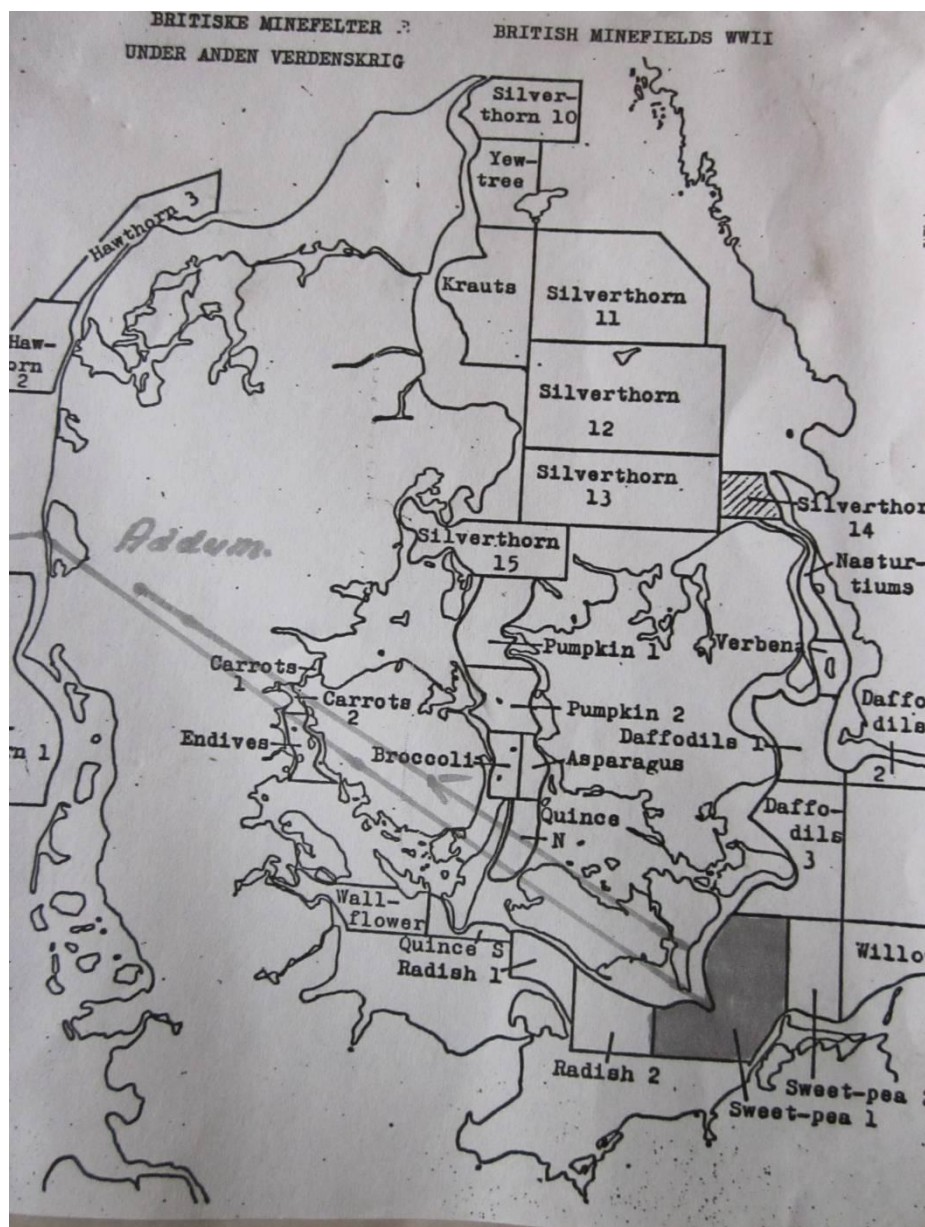 BRITISKE MINEFELTER
UNDER ANDEN VERDENSKRIG
BRITISH MINEFIELDS WWII
Silver-
thorn 10
Yew-
tree
Hawthorn 3
Krauts
Silverthorn
11
Haw-
orn
2
Silverthorn
12
Silverthorn
13
Silverthor
14
Addum.
Silverthorn
15
Nastur-
tiums
Pumpkin 1
Verbena
Carrots
1
Carrots
2
Pumpkin 2
Daffo
dils
2
Endives
Daffodils 1
Broccoli
Asparagus
n 1
Quince
N
Daffo-
dils
3
Wall-
flower
Quince S
Radish 1
Willo
Radish 2
Sweet-pea
Sweet-pea 1